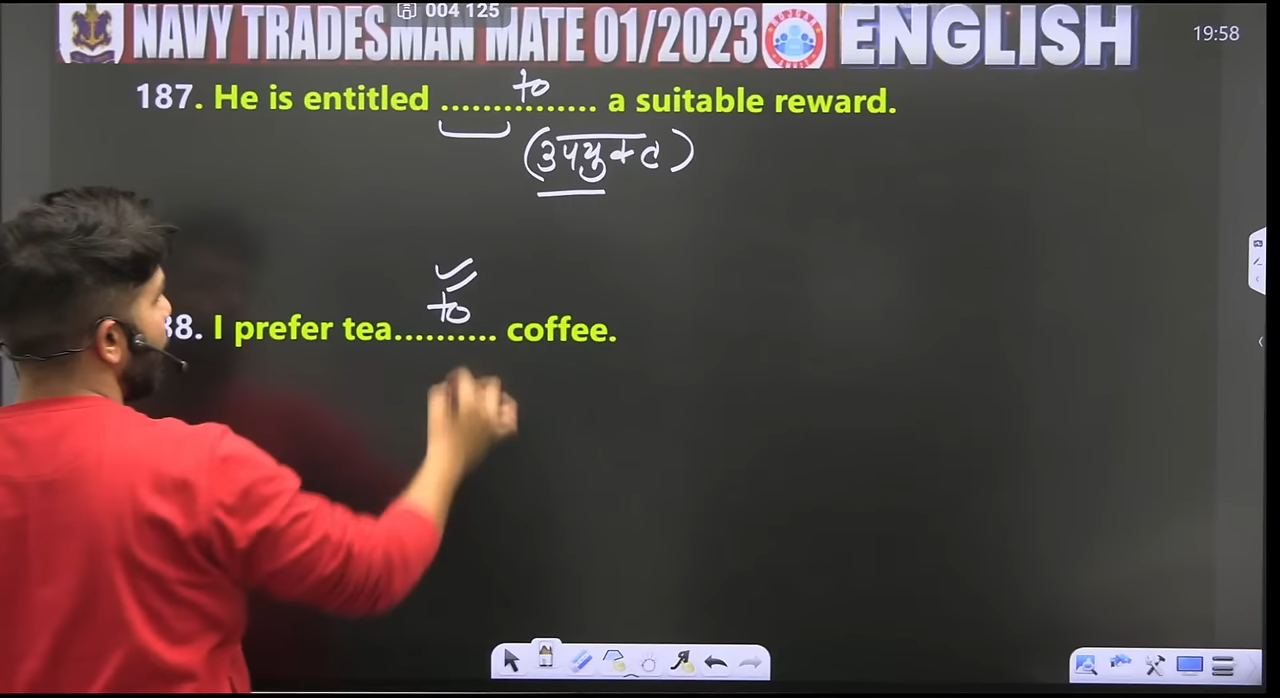 004 125
NAVY TRADESMAN MATE 01/2023 ENGLISH
19:58
to
187. He is entitled ............... a suitable reward.
(उपयुक्त)
to
38. I prefer tea.......... coffee.